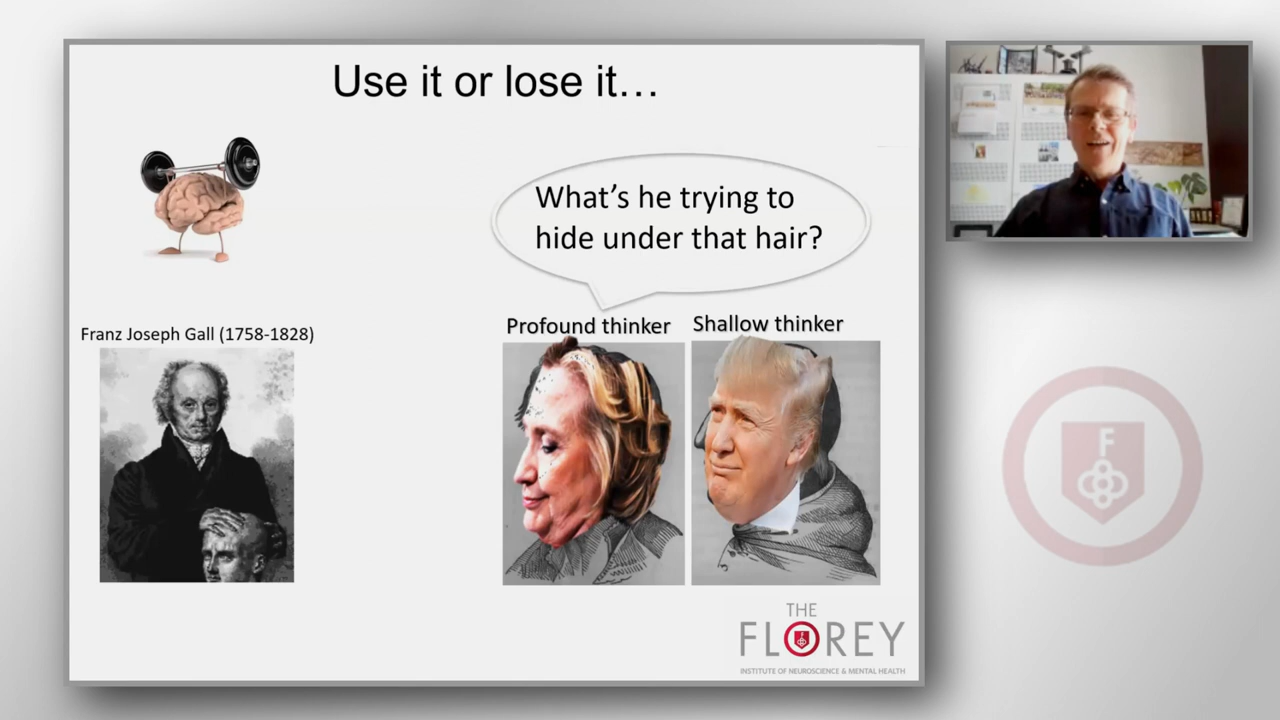 Use it or lose it…
What’s he trying to
hide under that hair?
Franz Joseph Gall (1758-1828)
Profound thinker
Shallow thinker
THE
FLOREY
INSTITUTE OF NEUROSCIENCE & MENTAL HEALTH
F